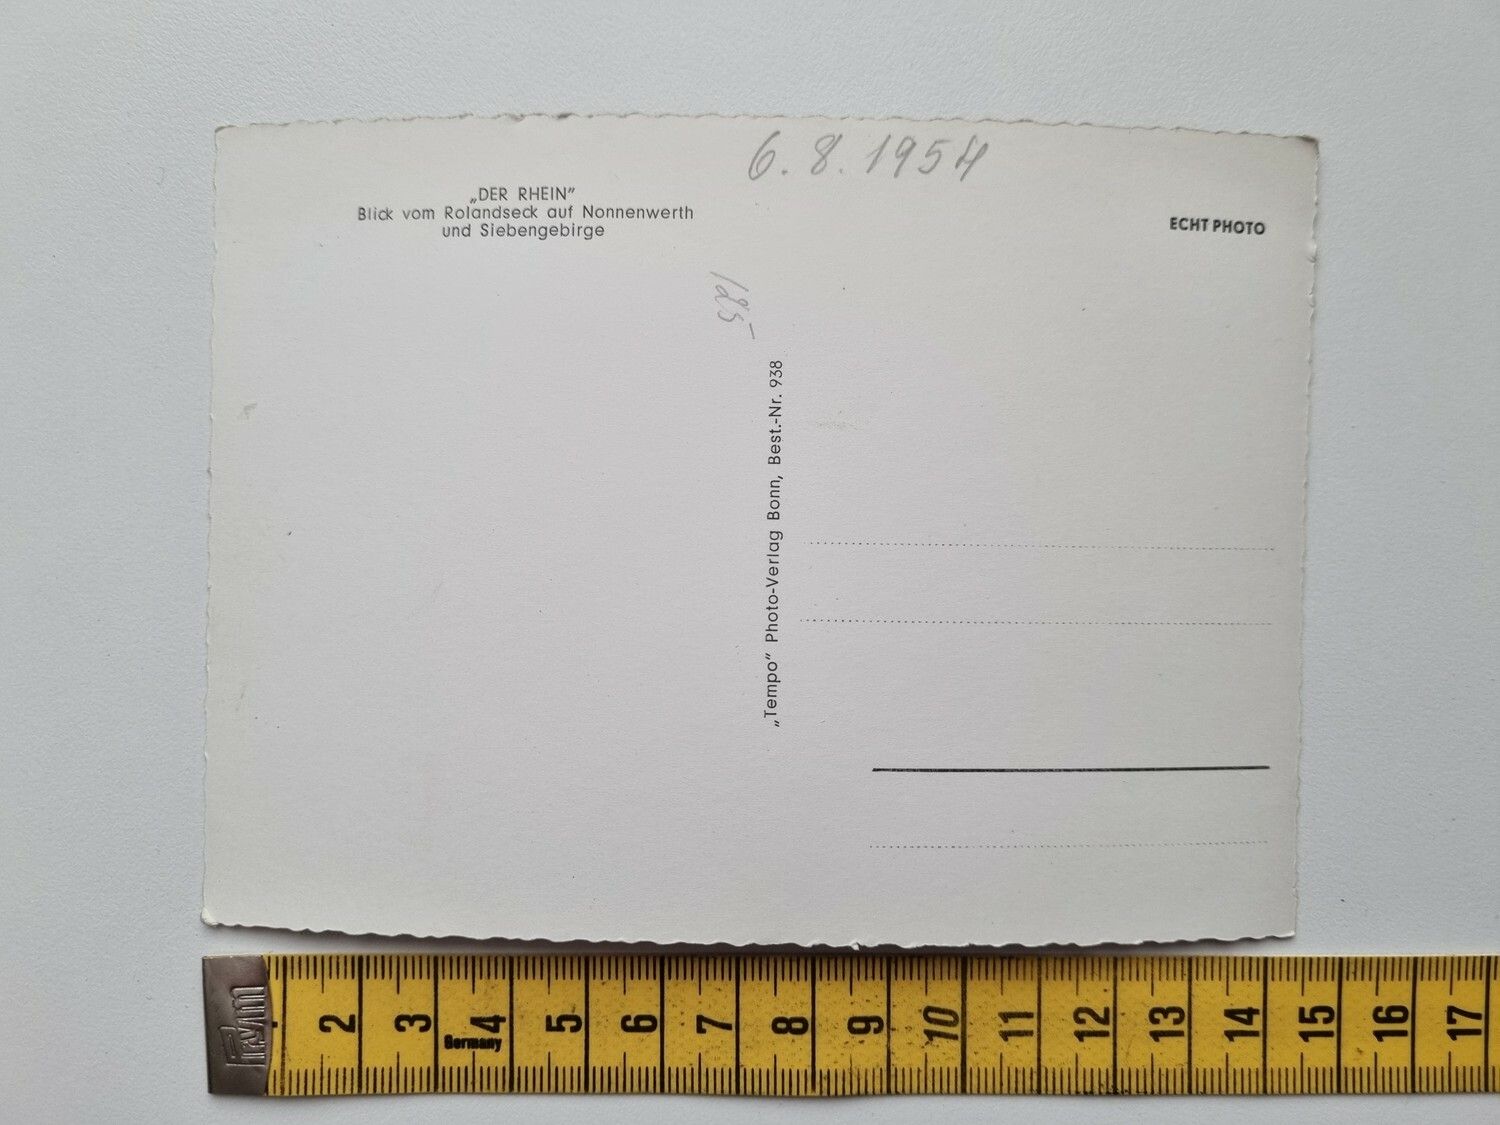 6. 8. 1954
„DER RHEIN"
Blick vom Rolandseck auf Nonnenwerth
und Siebengebirge
ECHT PHOTO
125
„Tempo" Photo-Verlag Bonn, Best.-Nr. 938
Prym
2 3 4 5 6 7 8 9 10 11 12 13 14 15 16 17
Germany